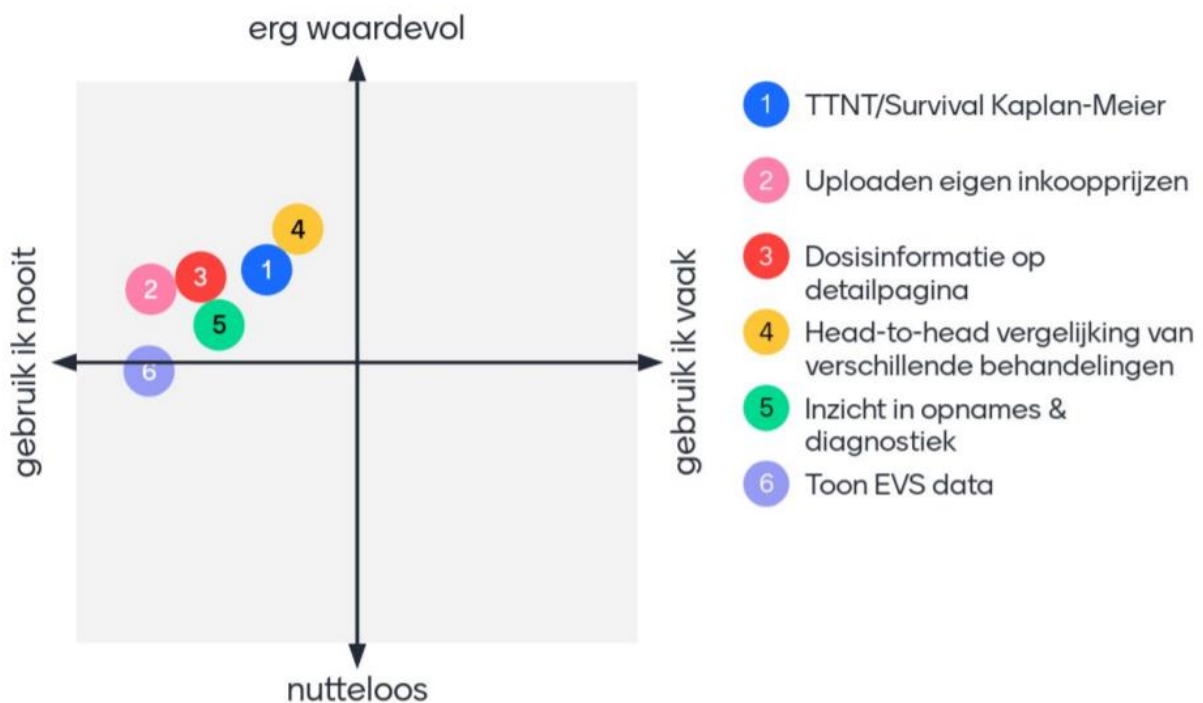 erg waardevol
gebruik ik nooit
gebruik ik vaak
nutteloos
4
1
3
2
5
6
1 TTNT/Survival Kaplan-Meier
2 Uploaden eigen inkoopprijzen
3 Dosisinformatie op
detailpagina
4 Head-to-head vergelijking van
verschillende behandelingen
5 Inzicht in opnames &
diagnostiek
6 Toon EVS data